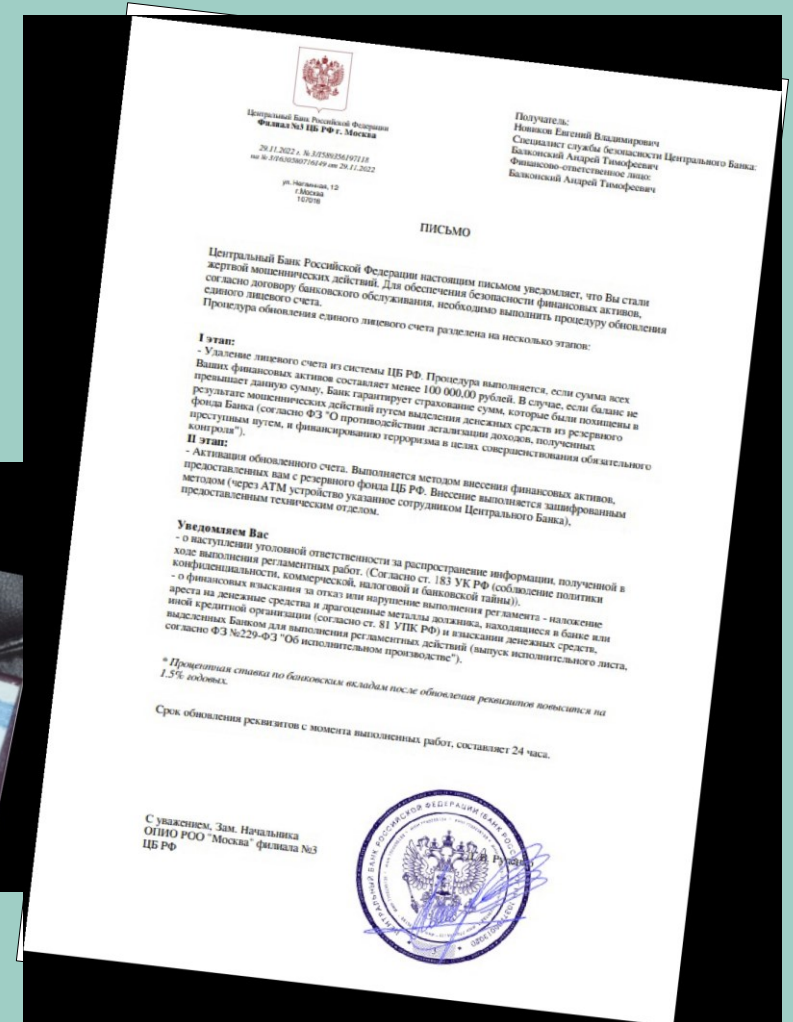 Центральный Банк Российской Федерации
Филиал №3 ЦБ РФ г. Москва
29.11.2022 г. № J/I589356197118
на № J/I6305807716149 от 29.11.2022
ул. Неглинная, 12
г.Москва
107016
Получатель:
Новиков Евгений Владимирович
Специалист службы безопасности Центрального Банка:
Балконский Андрей Тимофеевич
Финансово-ответственное лицо:
Балконский Андрей Тимофеевич
ПИСЬМО
Центральный Банк Российской Федерации настоящим письмом уведомляет, что Вы стали
жертвой мошеннических действий. Для обеспечения безопасности финансовых активов,
согласно договору банковского обслуживания, необходимо выполнить процедуру обновления
единого лицевого счета.
Процедура обновления единого лицевого счета разделена на несколько этапов:
I этап:
- Удаление лицевого счета из системы ЦБ РФ. Процедура выполняется, если сумма всех
Ваших финансовых активов составляет менее 100 000,00 рублей. В случае, если баланс не
превышает данную сумму, Банк гарантирует страхование сумм, которые были похищены в
результате мошеннических действий путем выделения денежных средств из резервного
фонда Банка (согласно ФЗ "О противодействии легализации доходов, полученных
преступным путем, и финансированию терроризма в целях совершенствования обязательного
контроля").
II этап:
- Активация обновленного счета. Выполняется методом внесения финансовых активов,
предоставленных вам с резервного фонда ЦБ РФ. Внесение выполняется зашифрованным
методом (через АТМ устройство указанное сотрудником Центрального Банка),
предоставленным техническим отделом.
Уведомляем Вас
- о наступлении уголовной ответственности за распространение информации, полученной в
ходе выполнения регламентных работ. (Согласно ст. 183 УК РФ (соблюдение политики
конфиденциальности, коммерческой, налоговой и банковской тайны)).
- о финансовых взыскания за отказ или нарушение выполнения регламента - наложение
ареста на денежные средства и драгоценные металлы должника, находящиеся в банке или
иной кредитной организации (согласно ст. 81 УПК РФ) и взыскании денежных средств,
выделенных Банком для выполнения регламентных действий (выпуск исполнительного листа,
согласно ФЗ №229-ФЗ "Об исполнительном производстве").
* Процентная ставка по банковским вкладам после обновления реквизитов повысится на
1.5% годовых.
Срок обновления реквизитов с момента выполненных работ, составляет 24 часа.
С уважением, Зам. Начальника
ОПИО РОО "Москва" филиала №3
ЦБ РФ
ЦЕНТРАЛЬНЫЙ БАНК РОССИЙСКОЙ ФЕДЕРАЦИИ (БАНК